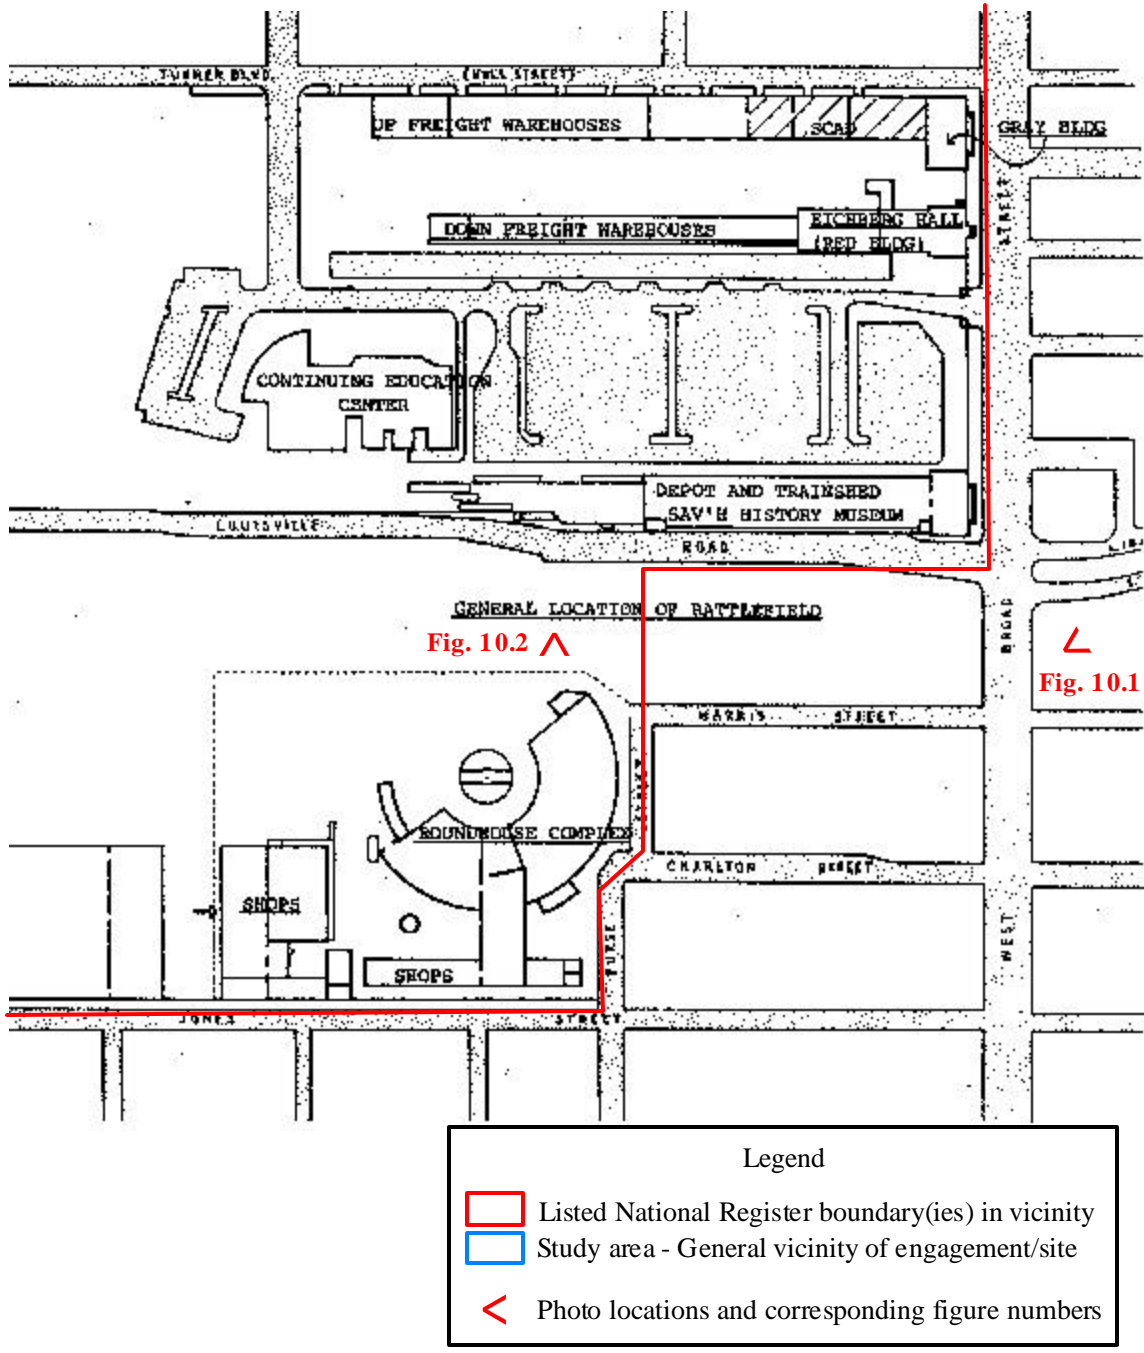 TURNER BLVD
(HULL STREET)
UP FREIGHT WAREHOUSES
SCAD
GRAY BLDG
STREET
DOWN FREIGHT WAREHOUSES
EICHBERG HALL
(RED BLDG)
CONTINUING EDUCATION
CENTER
DEPOT AND TRAINSHED
SAV'H HISTORY MUSEUM
LOUISVILLE
ROAD
GENERAL LOCATION OF BATTLEFIELD
BROAD
Fig. 10.2
Fig. 10.1
HARRIS STREET
ROUNDHOUSE COMPLEX
CHARLTON STREET
SHOPS
PURSE
WEST
SHOPS
JONES
STREET
Legend
Listed National Register boundary(ies) in vicinity
Study area - General vicinity of engagement/site
Photo locations and corresponding figure numbers